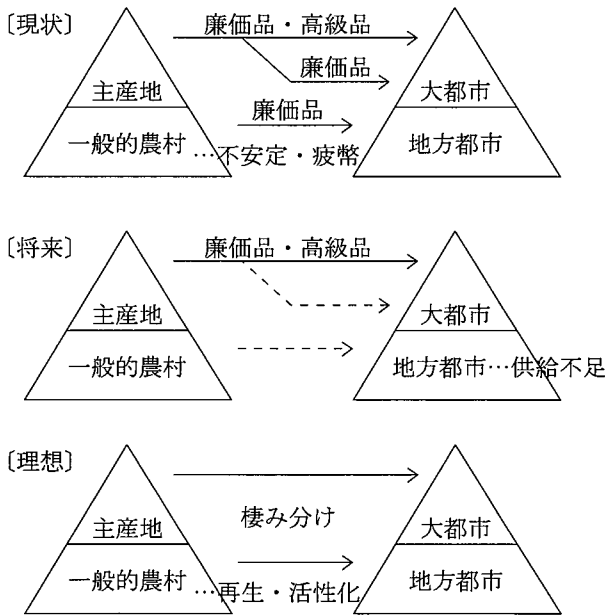 〔現状〕
廉価品・高級品
廉価品
主産地
大都市
廉価品
一般的農村
…不安定・疲幣
地方都市
〔将来〕
廉価品・高級品
主産地
大都市
一般的農村
地方都市…供給不足
〔理想〕
棲み分け
主産地
大都市
一般的農村
…再生・活性化
地方都市